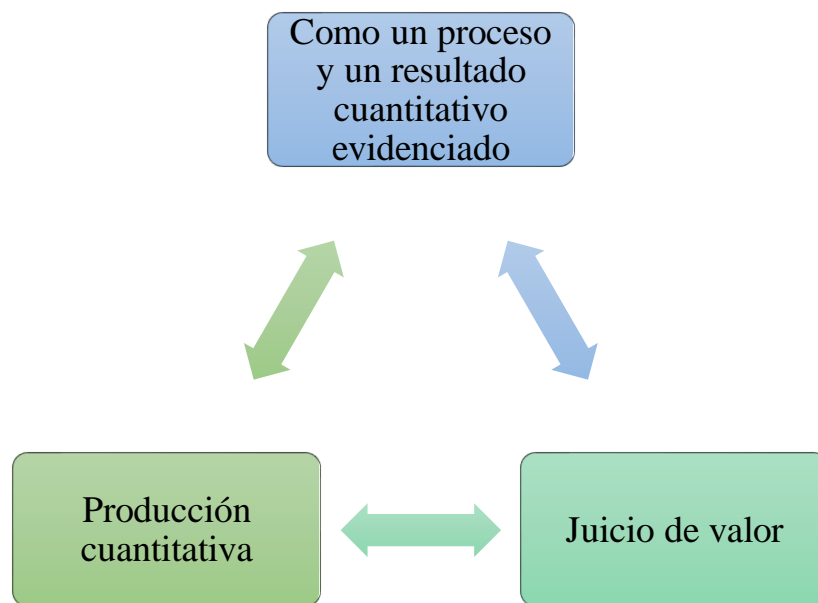 Como un proceso
y un resultado
cuantitativo
evidenciado
Producción
cuantitativa
Juicio de valor